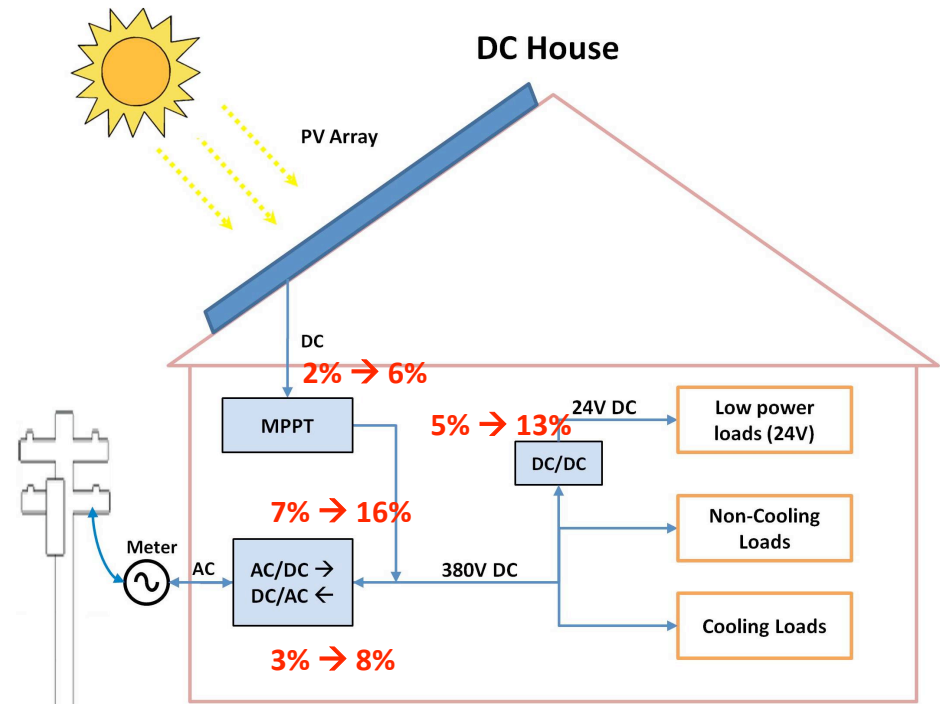 DC House
PV Array
DC
2% → 6%
MPPT
5% → 13%
24V DC
Low power
loads (24V)
DC/DC
7% → 16%
Non-Cooling
Loads
Meter
AC
AC/DC →
DC/AC ←
380V DC
Cooling Loads
3% → 8%